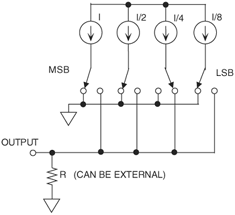 I I/2 I/4 I/8
MSB LSB
OUTPUT
R (CAN BE EXTERNAL)